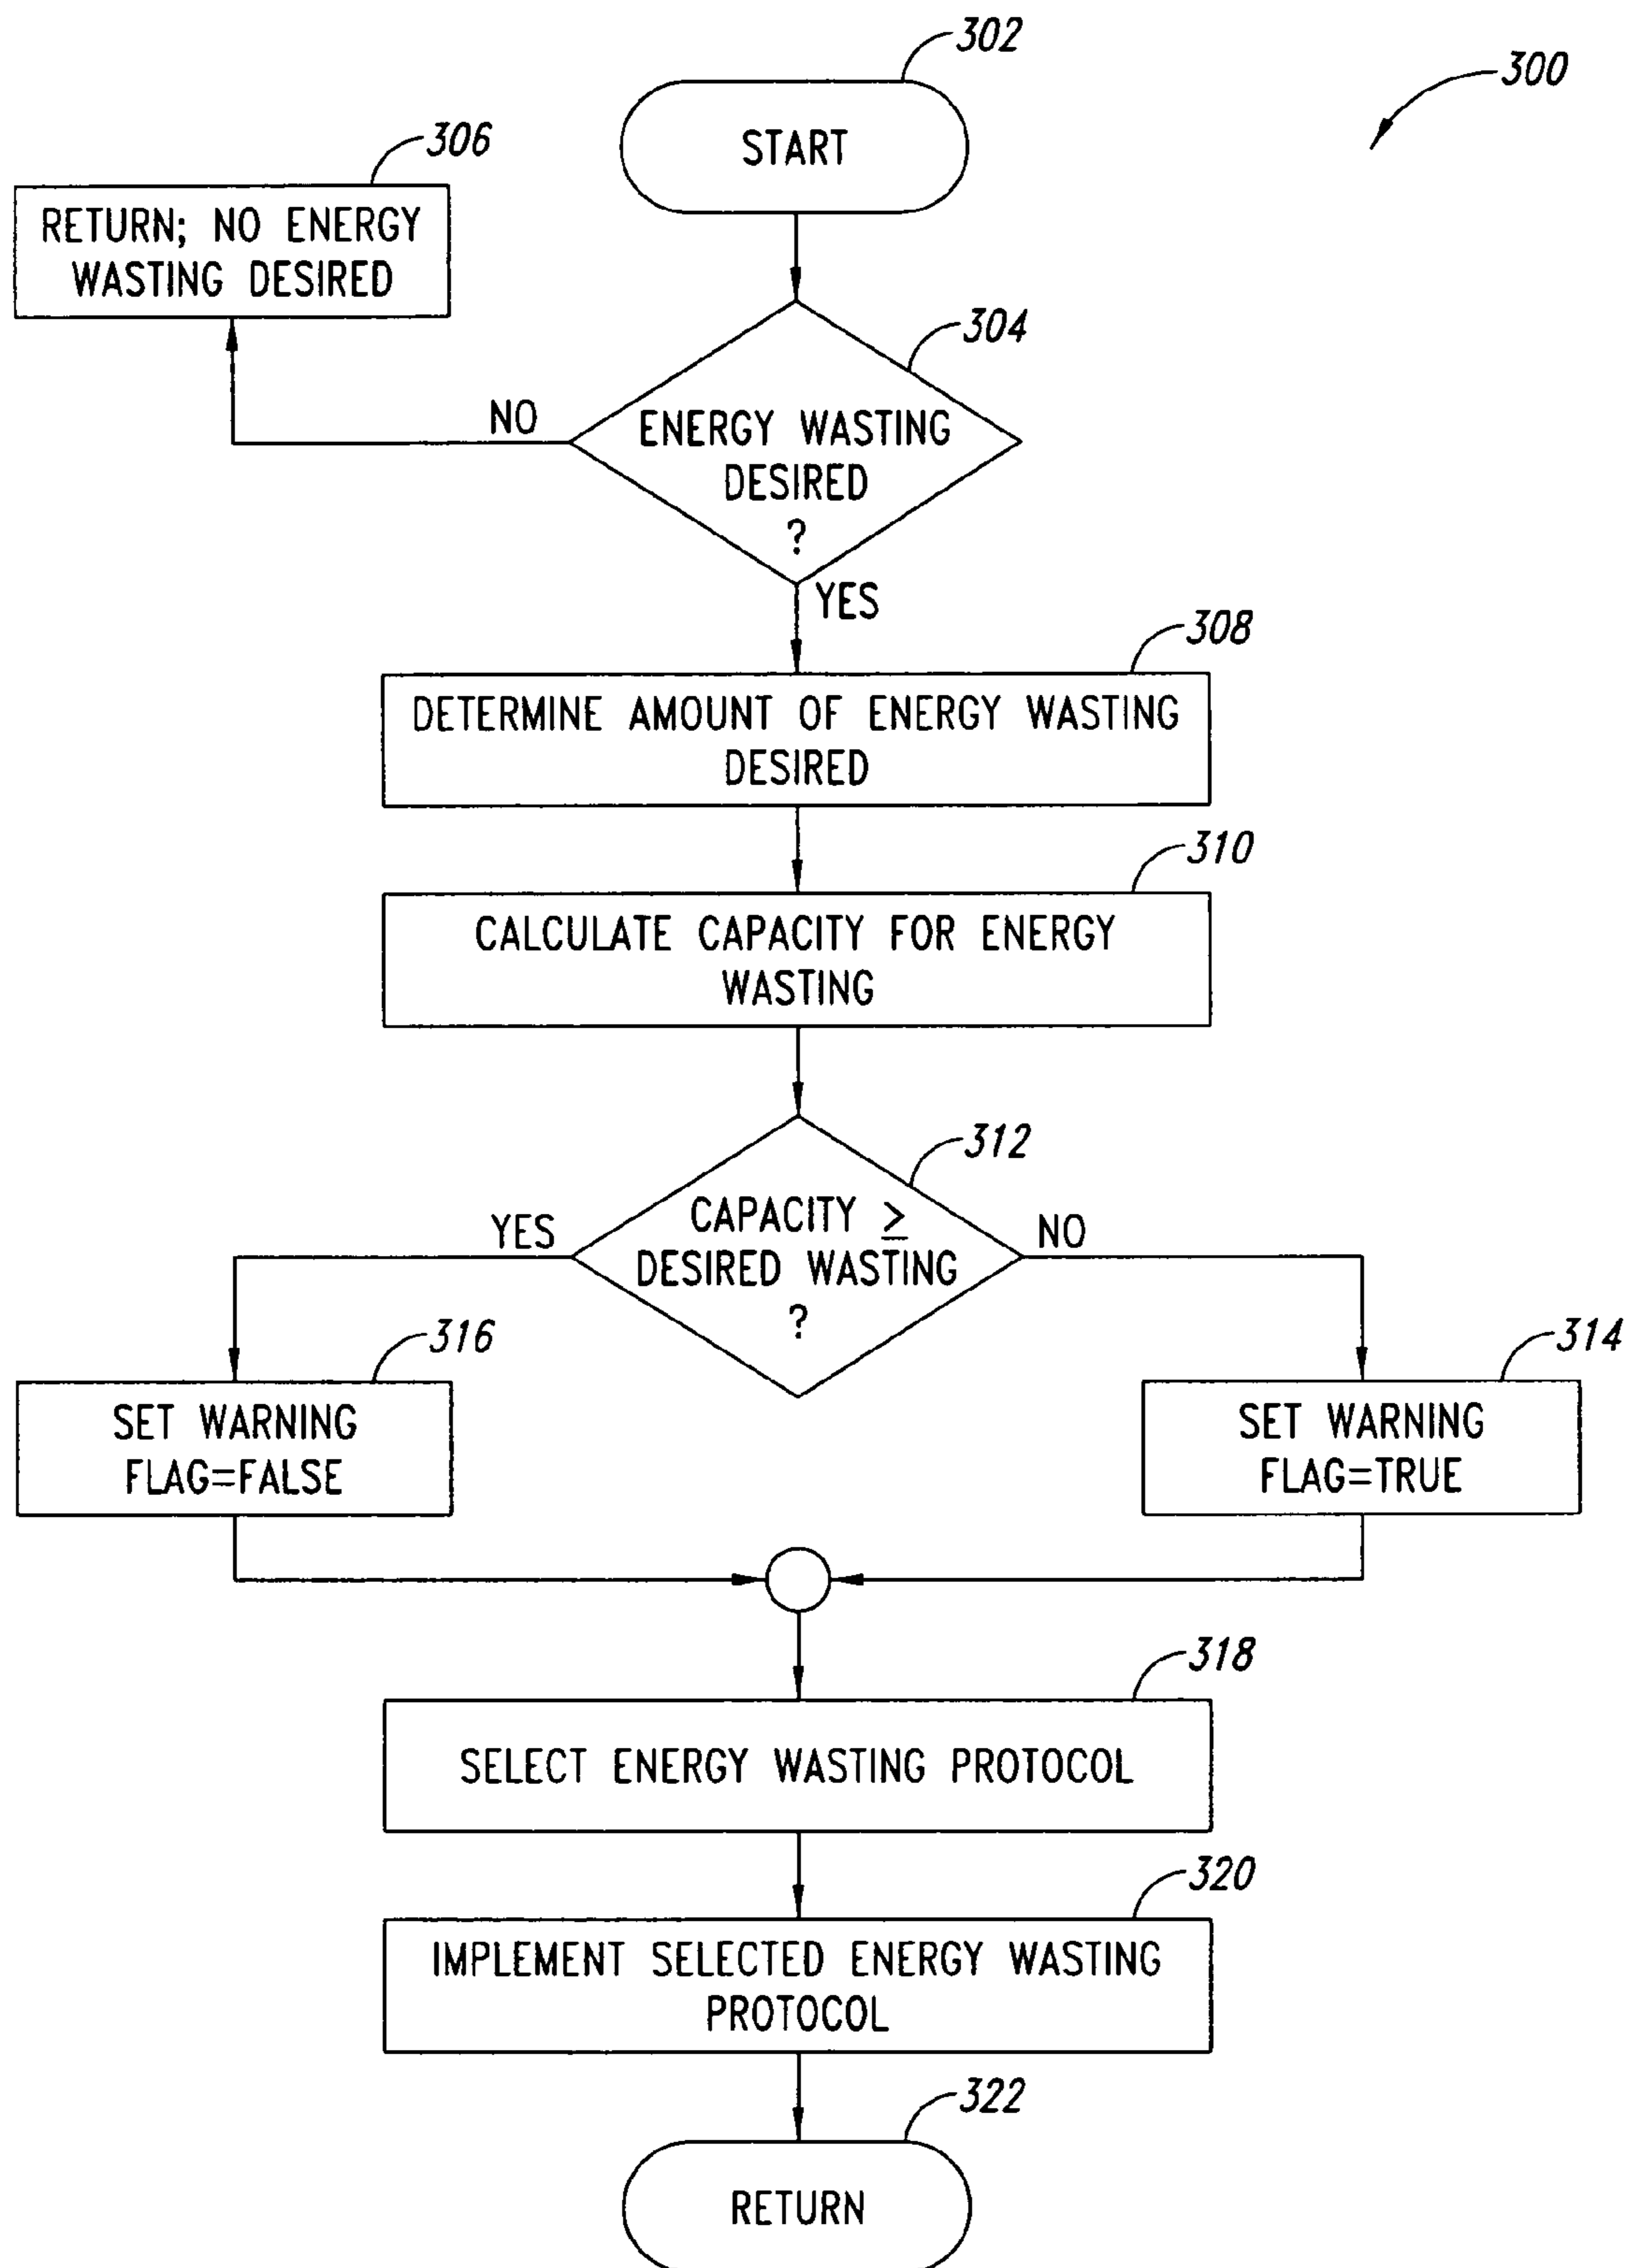 302
300
START
306
RETURN; NO ENERGY
WASTING DESIRED
304
NO
ENERGY WASTING
DESIRED
?
YES
308
DETERMINE AMOUNT OF ENERGY WASTING
DESIRED
310
CALCULATE CAPACITY FOR ENERGY
WASTING
312
YES
CAPACITY ≥
DESIRED WASTING
?
NO
316
SET WARNING
FLAG=FALSE
314
SET WARNING
FLAG=TRUE
318
SELECT ENERGY WASTING PROTOCOL
320
IMPLEMENT SELECTED ENERGY WASTING
PROTOCOL
322
RETURN